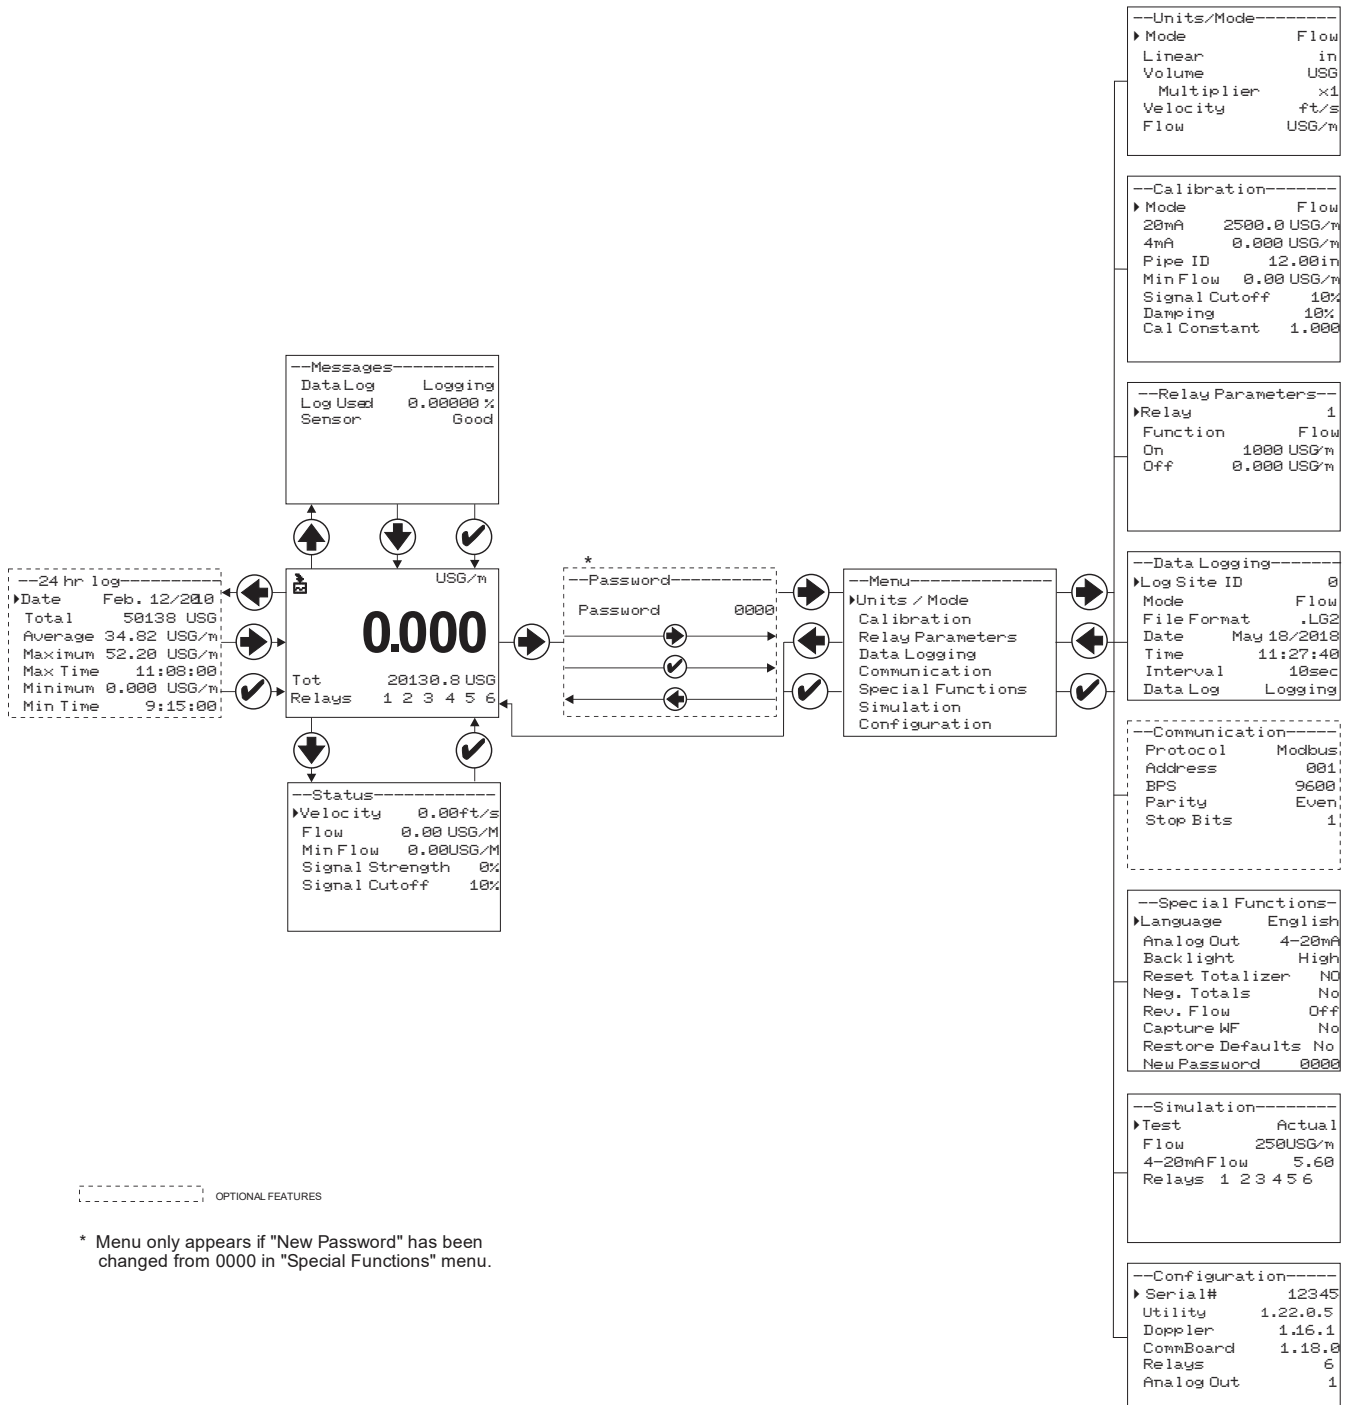 --Units/Mode--------
Mode Flow
Linear in
Volume USG
Multiplier x1
Velocity ft/s
Flow USG/m
--Calibration-------
Mode Flow
20mA 2500.0 USG/m
4mA 0.000 USG/m
Pipe ID 12.00in
Min Flow 0.00 USG/m
Signal Cutoff 10%
Damping 10%
Cal Constant 1.000
--Relay Parameters--
Relay 1
Function Flow
On 1000 USG/m
Off 0.000 USG/m
--Messages----------
Data Log Logging
Log Used 0.00000 %
Sensor Good
--24 hr log----------
Date Feb. 12/2010
Total 50138 USG
Average 34.82 USG/m
Maximum 52.20 USG/m
Max Time 11:08:00
Minimum 0.000 USG/m
Min Time 9:15:00
USG/m
0.000
Tot 20130.8 USG
Relays 1 2 3 4 5 6
*
--Password----------
Password 0000
--Menu--------------
Units / Mode
Calibration
Relay Parameters
Data Logging
Communication
Special Functions
Simulation
Configuration
--Data Logging------
Log Site ID 0
Mode Flow
File Format .LG2
Date May 18/2018
Time 11:27:40
Interval 10sec
Data Log Logging
--Communication-----
Protocol Modbus
Address 001
BPS 9600
Parity Even
Stop Bits 1
--Status------------
Velocity 0.00ft/s
Flow 0.00 USG/M
Min Flow 0.00USG/M
Signal Strength 0%
Signal Cutoff 10%
--Special Functions-
Language English
Analog Out 4-20mA
Backlight High
Reset Totalizer NO
Neg. Totals No
Rev. Flow Off
Capture WF No
Restore Defaults No
New Password 0000
--Simulation--------
Test Actual
Flow 250USG/m
4-20mA Flow 5.60
Relays 1 2 3 4 5 6
--Configuration-----
Serial# 12345
Utility 1.22.0.5
Doppler 1.16.1
CommBoard 1.18.0
Relays 6
Analog Out 1
OPTIONAL FEATURES
* Menu only appears if "New Password" has been
changed from 0000 in "Special Functions" menu.